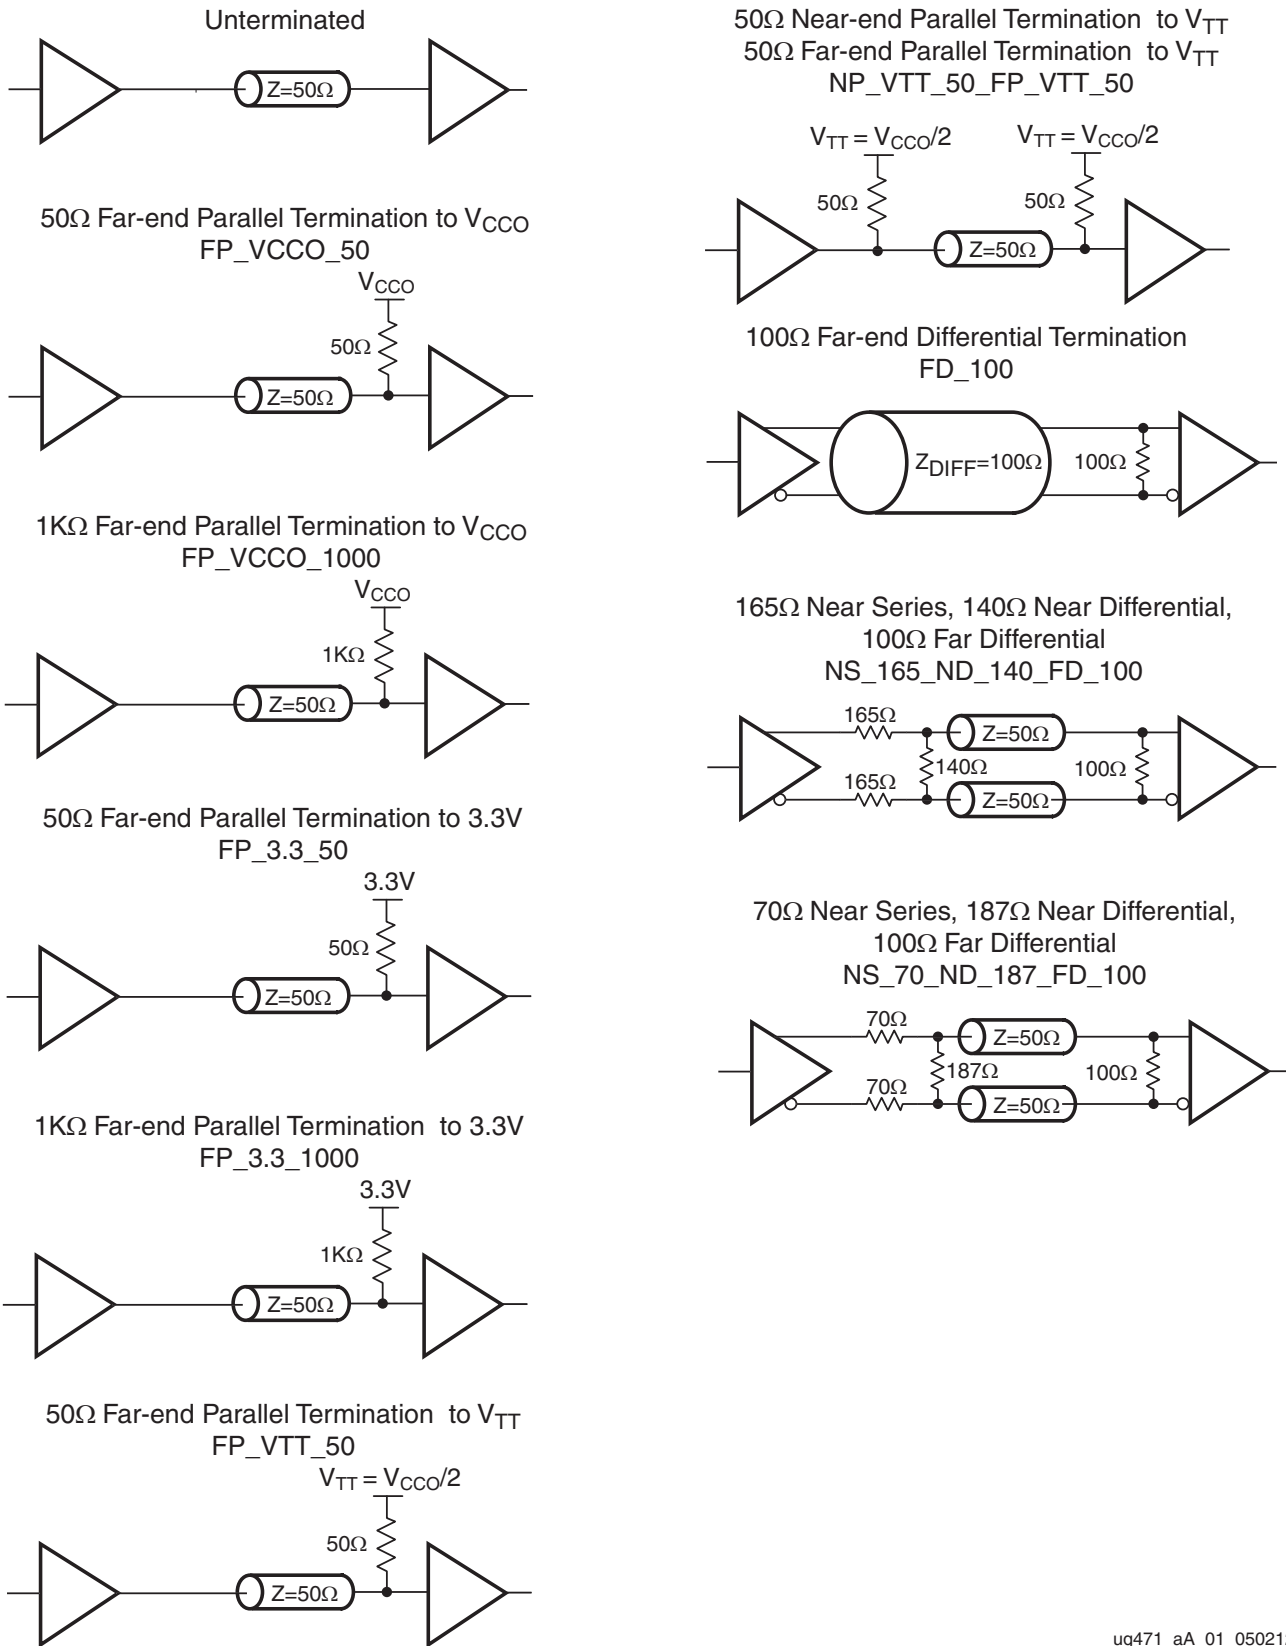 Unterminated
Z=50Ω
50Ω Far-end Parallel Termination to VCCO
FP_VCCO_50
VCCO
50Ω
Z=50Ω
1KΩ Far-end Parallel Termination to VCCO
FP_VCCO_1000
VCCO
1KΩ
Z=50Ω
50Ω Far-end Parallel Termination to 3.3V
FP_3.3_50
3.3V
50Ω
Z=50Ω
1KΩ Far-end Parallel Termination to 3.3V
FP_3.3_1000
3.3V
1KΩ
Z=50Ω
50Ω Far-end Parallel Termination to VTT
FP_VTT_50
VTT = VCCO/2
50Ω
Z=50Ω
50Ω Near-end Parallel Termination to VTT
50Ω Far-end Parallel Termination to VTT
NP_VTT_50_FP_VTT_50
VTT = VCCO/2 VTT = VCCO/2
50Ω 50Ω
Z=50Ω
100Ω Far-end Differential Termination
FD_100
ZDIFF=100Ω 100Ω
165Ω Near Series, 140Ω Near Differential,
100Ω Far Differential
NS_165_ND_140_FD_100
165Ω Z=50Ω
140Ω 100Ω
165Ω Z=50Ω
70Ω Near Series, 187Ω Near Differential,
100Ω Far Differential
NS_70_ND_187_FD_100
70Ω Z=50Ω
187Ω 100Ω
70Ω Z=50Ω
ug471_aA_01_05021